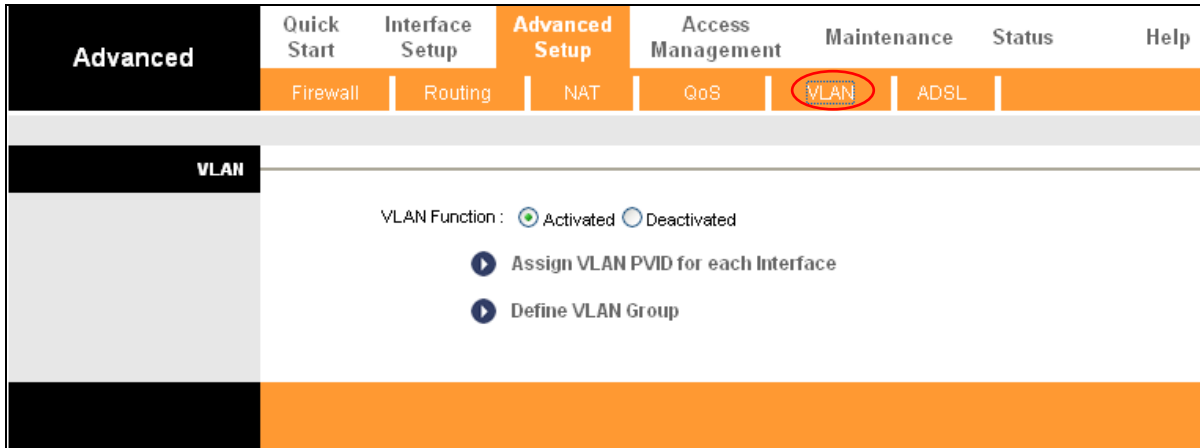 Advanced
Quick Start
Interface Setup
Advanced Setup
Access Management
Maintenance
Status
Help
Firewall
Routing
NAT
QoS
VLAN
ADSL
VLAN
VLAN Function : Activated Deactivated
Assign VLAN PVID for each Interface
Define VLAN Group